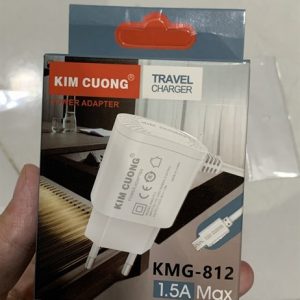 KIM CUONG®
TRAVEL
CHARGER
POWER ADAPTER
KIM CUONG®
KMG-812
1.5A Max